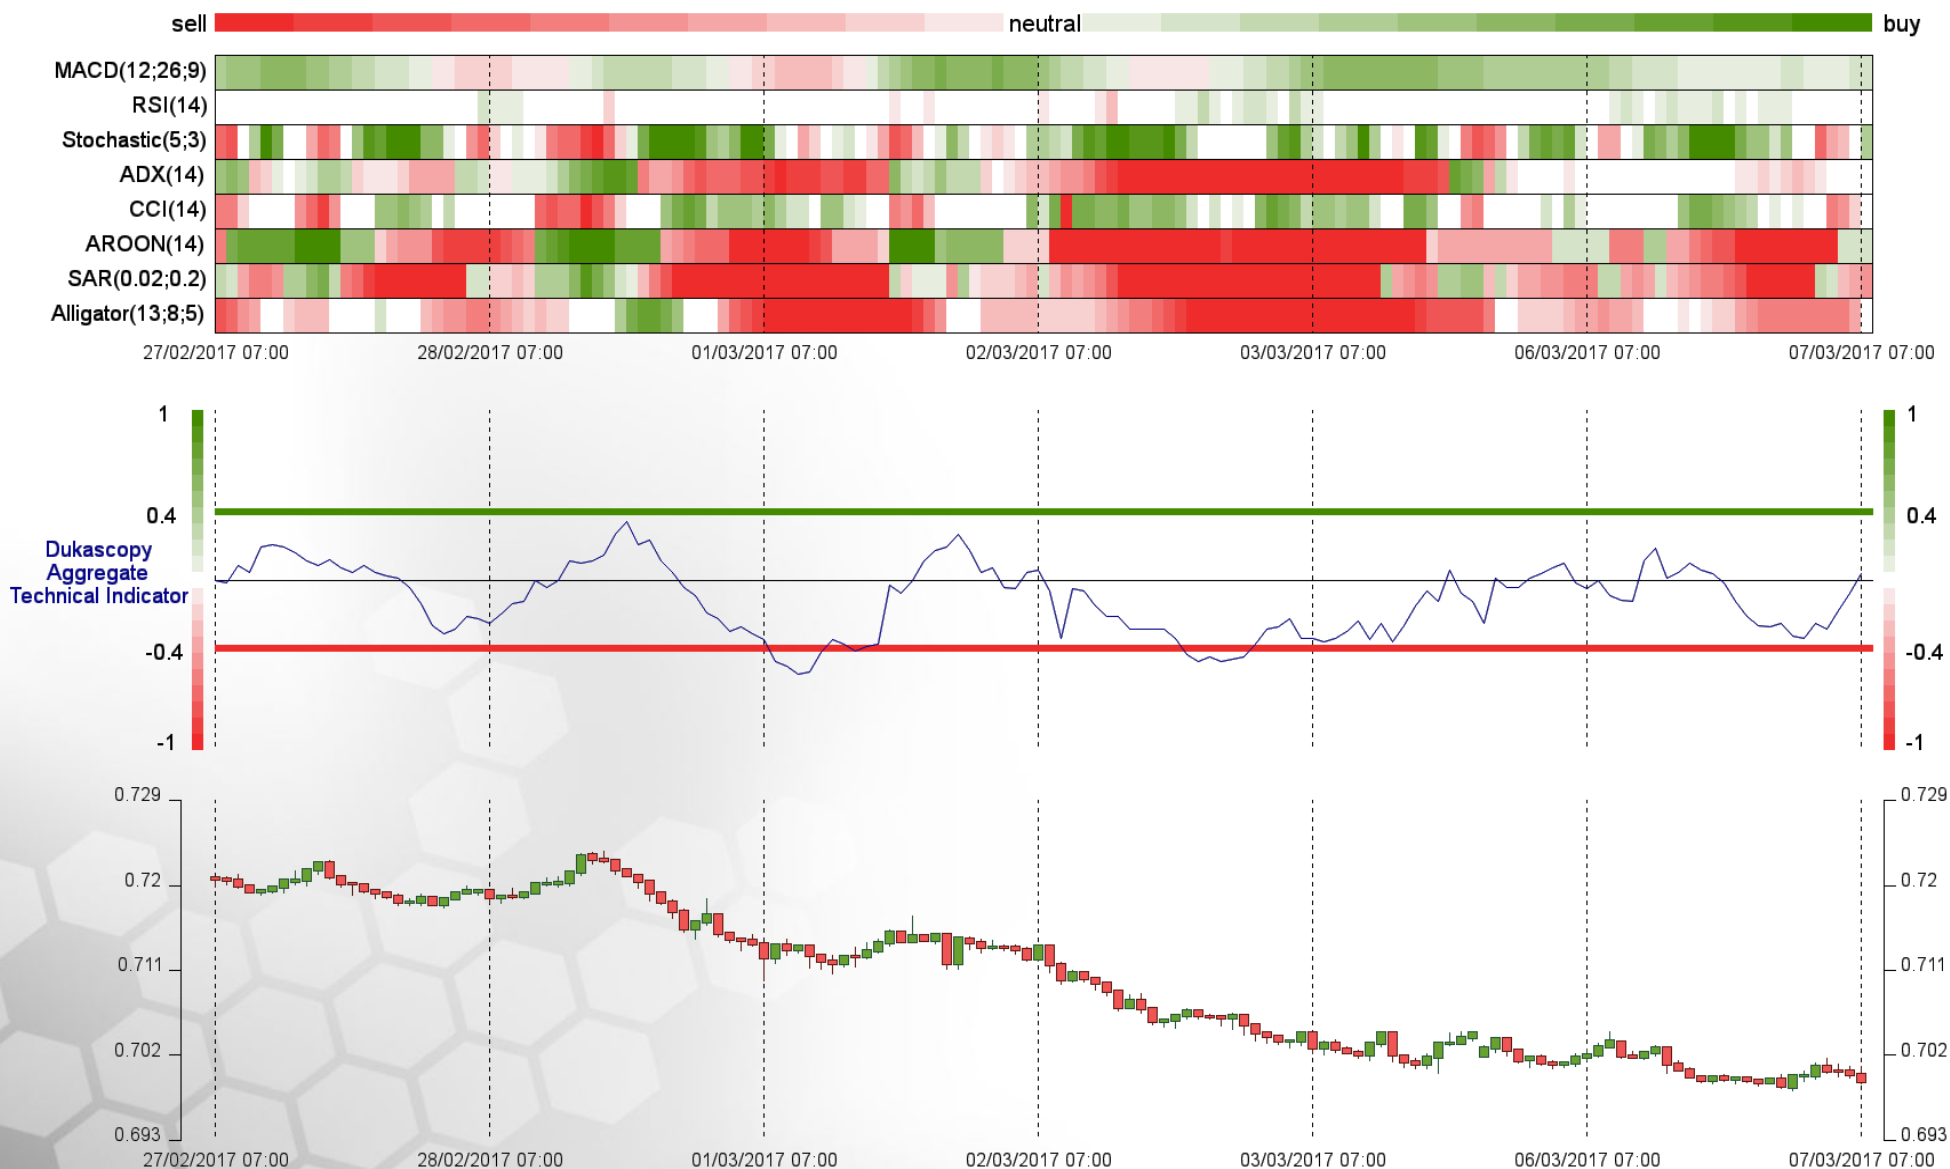 sell neutral buy
MACD(12;26;9)
RSI(14)
Stochastic(5;3)
ADX(14)
CCI(14)
AROON(14)
SAR(0.02;0.2)
Alligator(13;8;5)
27/02/2017 07:00 28/02/2017 07:00 01/03/2017 07:00 02/03/2017 07:00 03/03/2017 07:00 06/03/2017 07:00 07/03/2017 07:00
1 1
0.4 0.4
Dukascopy
Aggregate
Technical Indicator
-0.4 -0.4
-1 -1
0.729 0.729
0.72 0.72
0.711 0.711
0.702 0.702
0.693 0.693
27/02/2017 07:00 28/02/2017 07:00 01/03/2017 07:00 02/03/2017 07:00 03/03/2017 07:00 06/03/2017 07:00 07/03/2017 07:00